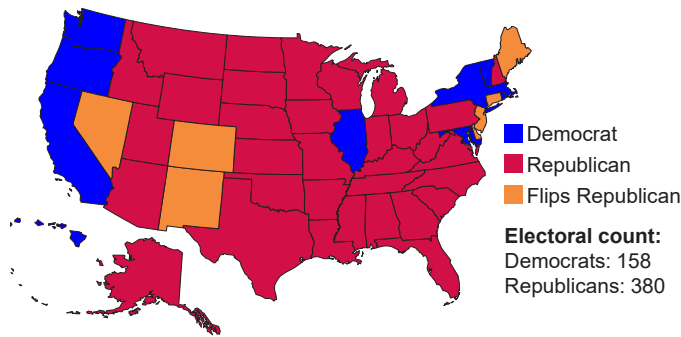 Democrat
Republican
Flips Republican
Electoral count:
Democrats: 158
Republicans: 380